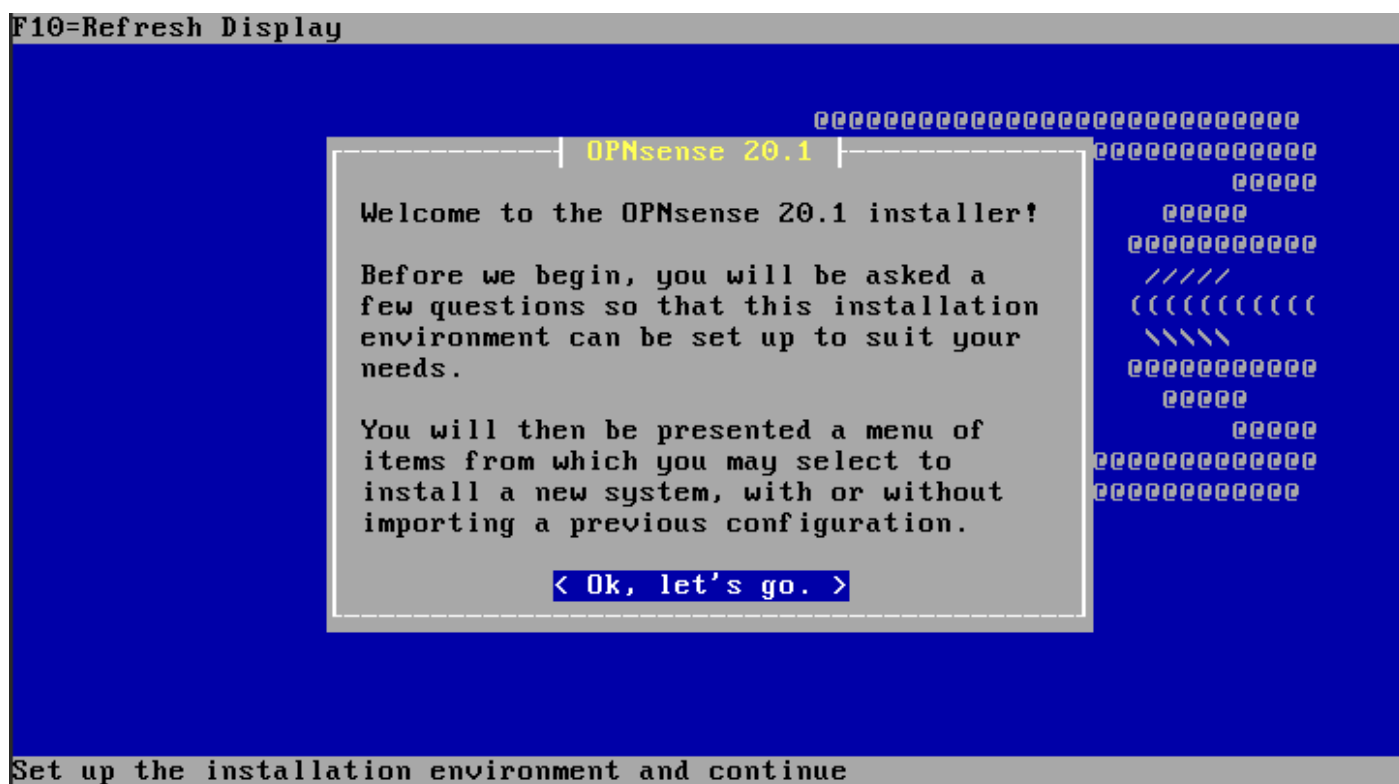 F10=Refresh Display
@@@@@@@@@@@@@@@@@@@@@@@@@@@@
OPNsense 20.1
@@@@@@@@@@@@@
@@@@@
Welcome to the OPNsense 20.1 installer!
@@@@@
@@@@@@@@@@@
Before we begin, you will be asked a
/////
few questions so that this installation
(((((((((((
environment can be set up to suit your
\\\\\
needs.
@@@@@@@@@@@
@@@@@
You will then be presented a menu of
@@@@@
items from which you may select to
@@@@@@@@@@@@@
install a new system, with or without
@@@@@@@@@@@@
importing a previous configuration.
< Ok, let's go. >
Set up the installation environment and continue